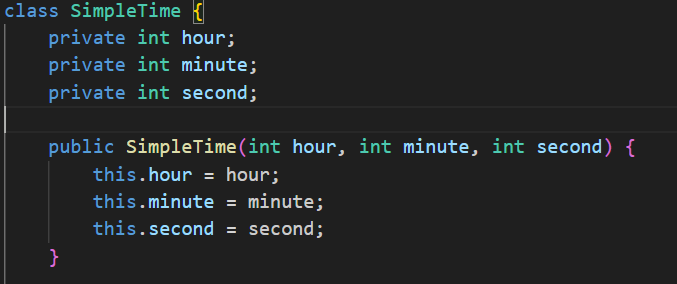 class SimpleTime {
    private int hour;
    private int minute;
    private int second;

    public SimpleTime(int hour, int minute, int second) {
        this.hour = hour;
        this.minute = minute;
        this.second = second;
    }